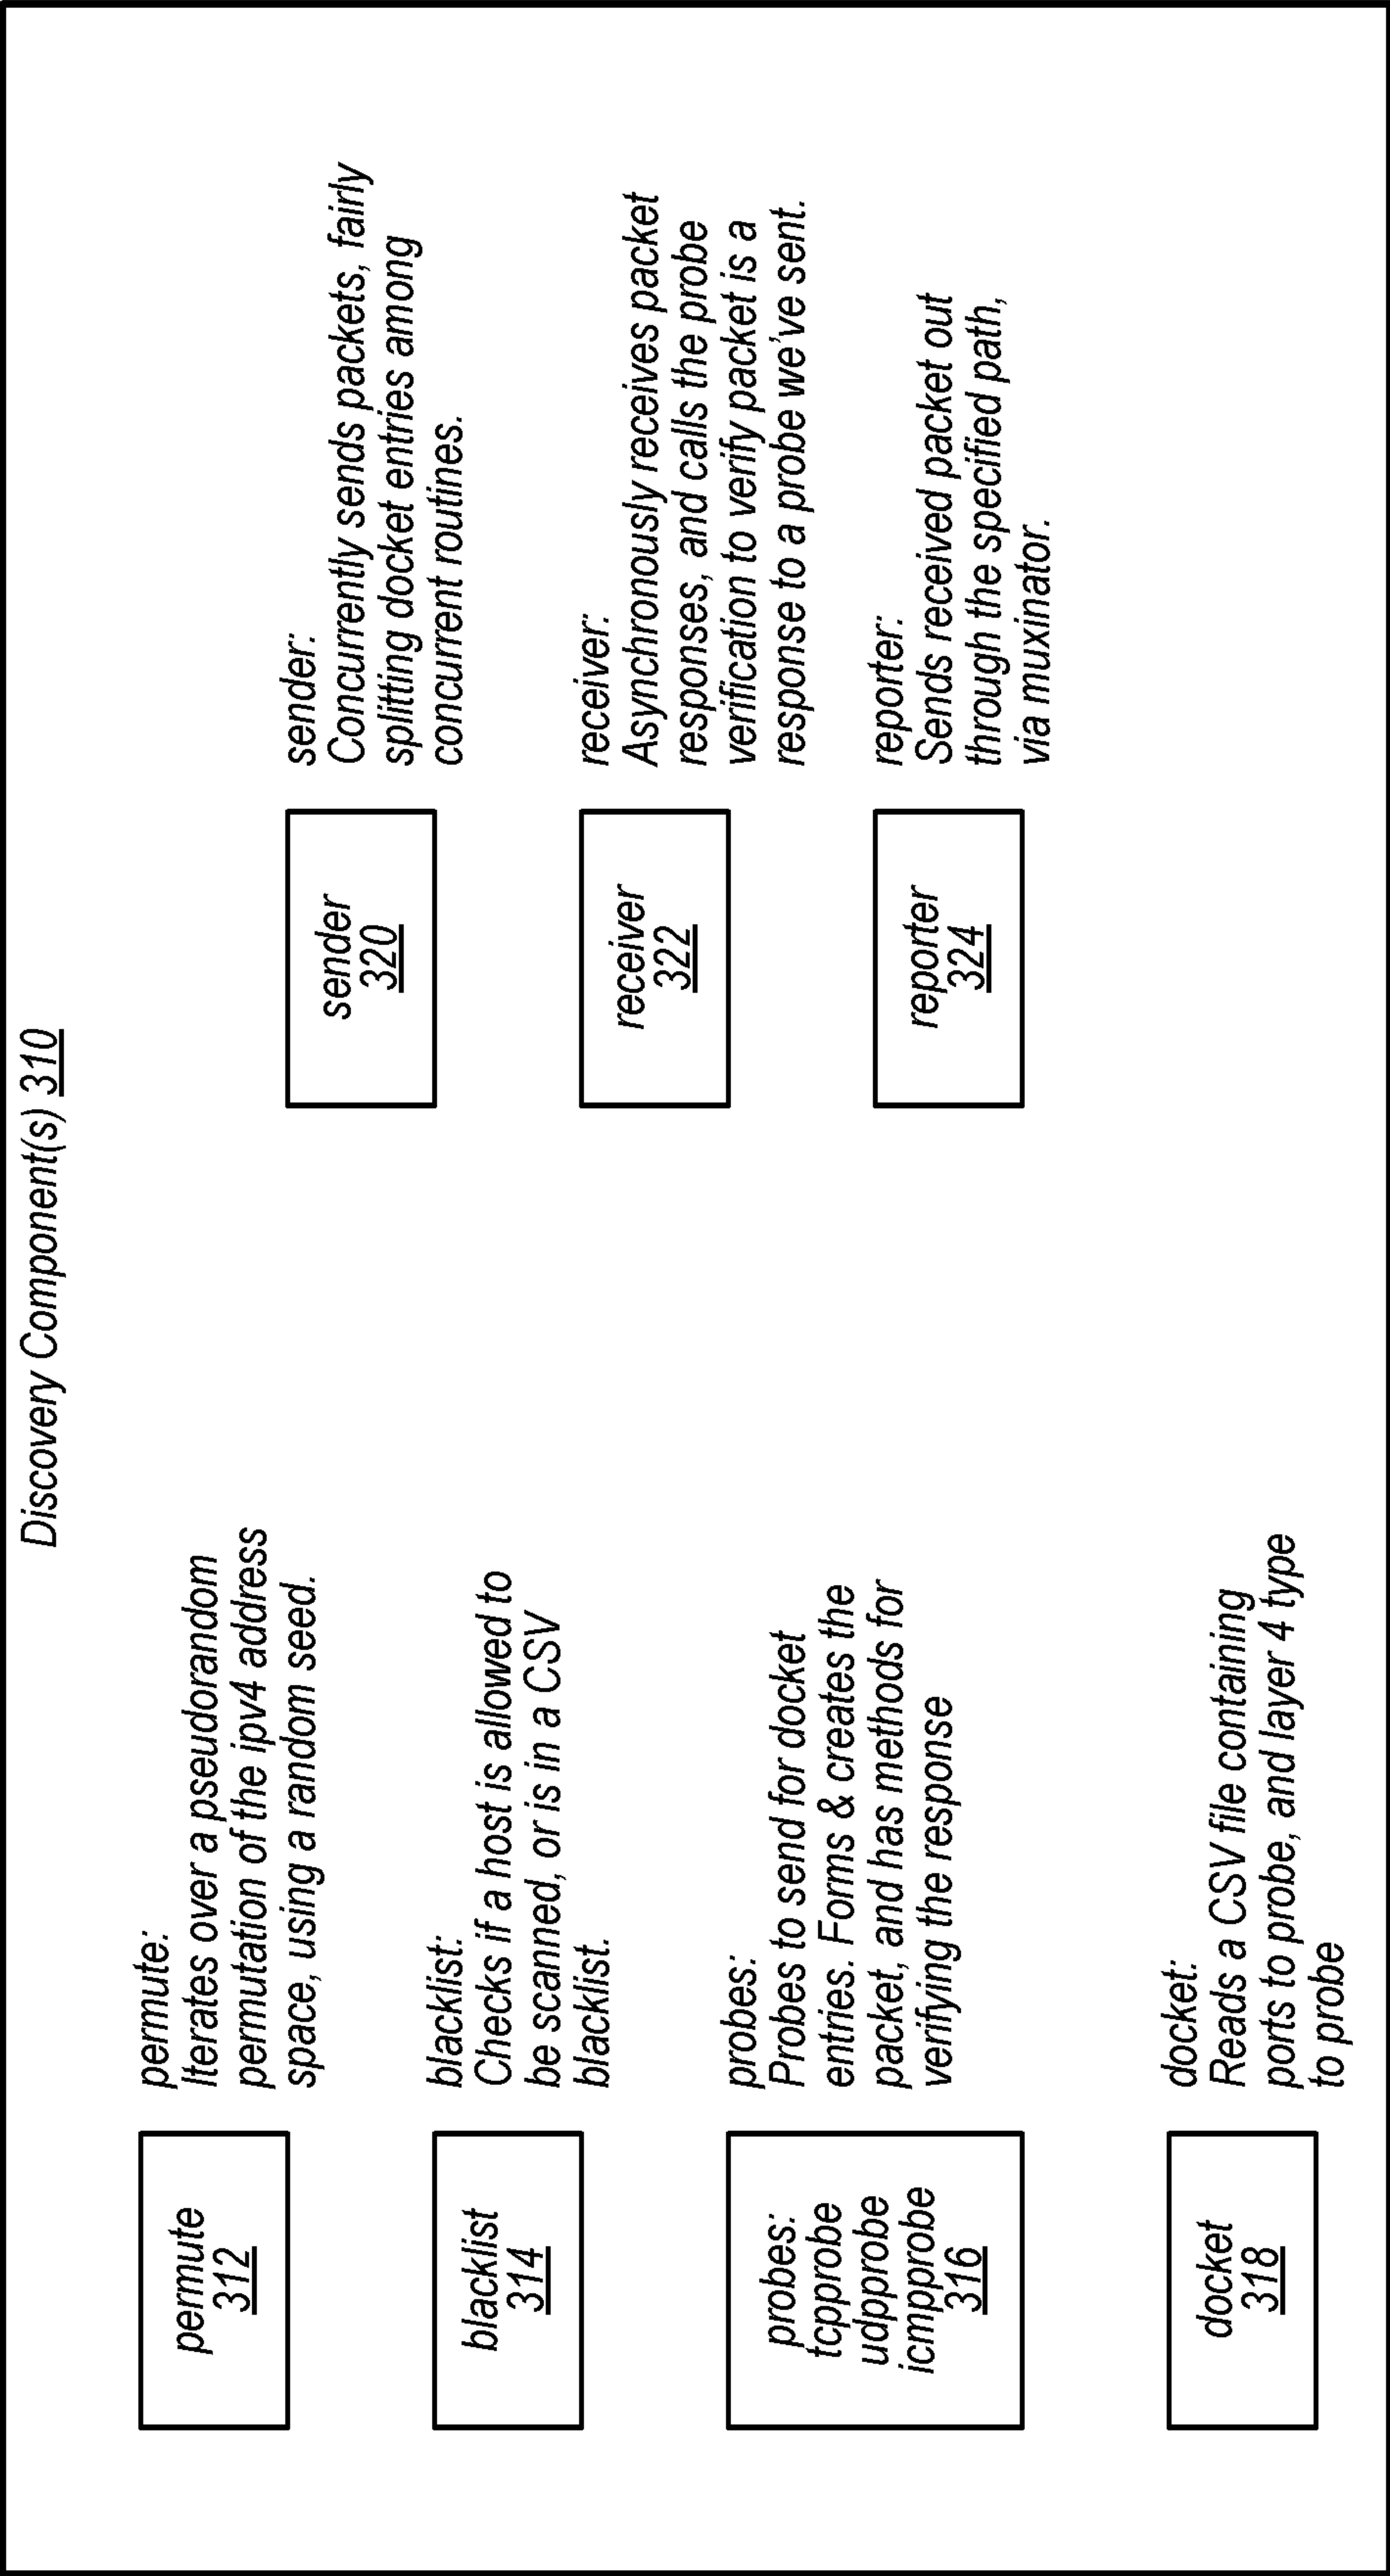 Discovery Component(s) 310
permute
312
permute:
Iterates over a pseudorandom
permutation of the ipv4 address
space, using a random seed.
blacklist
314
blacklist:
Checks if a host is allowed to
be scanned, or is in a CSV
blacklist.
probes:
tcpprobe
udpprobe
icmpprobe
316
probes:
Probes to send for docket
entries. Forms & creates the
packet, and has methods for
verifying the response
docket
318
docket:
Reads a CSV file containing
ports to probe, and layer 4 type
to probe
sender
320
sender:
Concurrently sends packets, fairly
splitting docket entries among
concurrent routines.
receiver
322
receiver:
Asynchronously receives packet
responses, and calls the probe
verification to verify packet is a
response to a probe we've sent.
reporter
324
reporter:
Sends received packet out
through the specified path,
via muxinator.